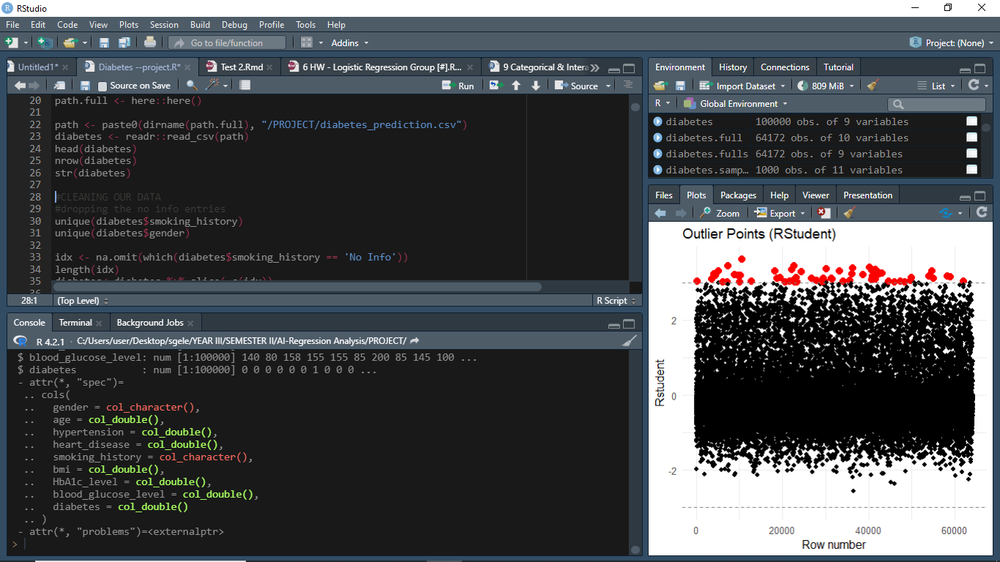 RStudio
File Edit Code View Plots Session Build Debug Profile Tools Help
Go to file/function Addins Project: (None)
Untitled1* Diabetes --project.R* Test 2.Rmd 6 HW - Logistic Regression Group [#].R... 9 Categorical & Intera
Source on Save Run Source
20 path.full <- here::here()
21
22 path <- paste0(dirname(path.full), "/PROJECT/diabetes_prediction.csv")
23 diabetes <- readr::read_csv(path)
24 head(diabetes)
25 nrow(diabetes)
26 str(diabetes)
27
28 #CLEANING OUR DATA
29 #dropping the no info entries
30 unique(diabetes$smoking_history)
31 unique(diabetes$gender)
32
33 idx <- na.omit(which(diabetes$smoking_history == 'No Info'))
34 length(idx)
35
36
28:1 (Top Level) R Script
Console Terminal Background Jobs
R 4.2.1 · C:/Users/user/Desktop/sgele/YEAR III/SEMESTER II/AI-Regression Analysis/PROJECT/
$ blood_glucose_level: num [1:100000] 140 80 158 155 155 85 200 85 145 100 ...
$ diabetes : num [1:100000] 0 0 0 0 0 0 1 0 0 0 ...
- attr(*, "spec")=
.. cols(
.. gender = col_character(),
.. age = col_double(),
.. hypertension = col_double(),
.. heart_disease = col_double(),
.. smoking_history = col_character(),
.. bmi = col_double(),
.. HbA1c_level = col_double(),
.. blood_glucose_level = col_double(),
.. diabetes = col_double()
.. )
- attr(*, "problems")=<externalptr>
>
Environment History Connections Tutorial
Import Dataset 809 MiB List
R Global Environment
diabetes 100000 obs. of 9 variables
diabetes.full 64172 obs. of 10 variables
diabetes.fulls 64172 obs. of 9 variables
diabetes.samp… 1000 obs. of 11 variables
Files Plots Packages Help Viewer Presentation
Zoom Export
Outlier Points (RStudent)
Rstudent
2
0
-2
0 20000 40000 60000
Row number